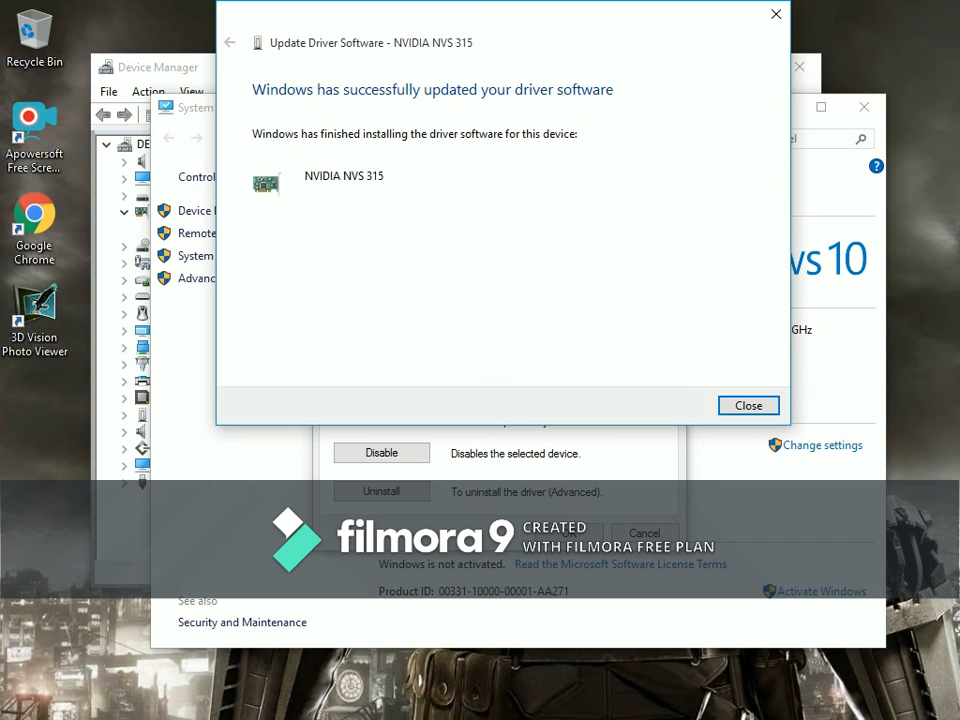 Recycle Bin
Apowersoft
Free Scre...
Google
Chrome
3D Vision
Photo Viewer
Device Manager
File Action View
System
Control
Device
Remote
System
Advanc
Update Driver Software - NVIDIA NVS 315
Windows has successfully updated your driver software
Windows has finished installing the driver software for this device:
NVIDIA NVS 315
Close
ws 10
GHz
Change settings
Disable
Disables the selected device.
Uninstall
To uninstall the driver (Advanced).
OK
Cancel
filmora9
CREATED
WITH FILMORA FREE PLAN
Windows is not activated. Read the Microsoft Software License Terms
Product ID: 00331-10000-00001-AA271
Activate Windows
See also
Security and Maintenance